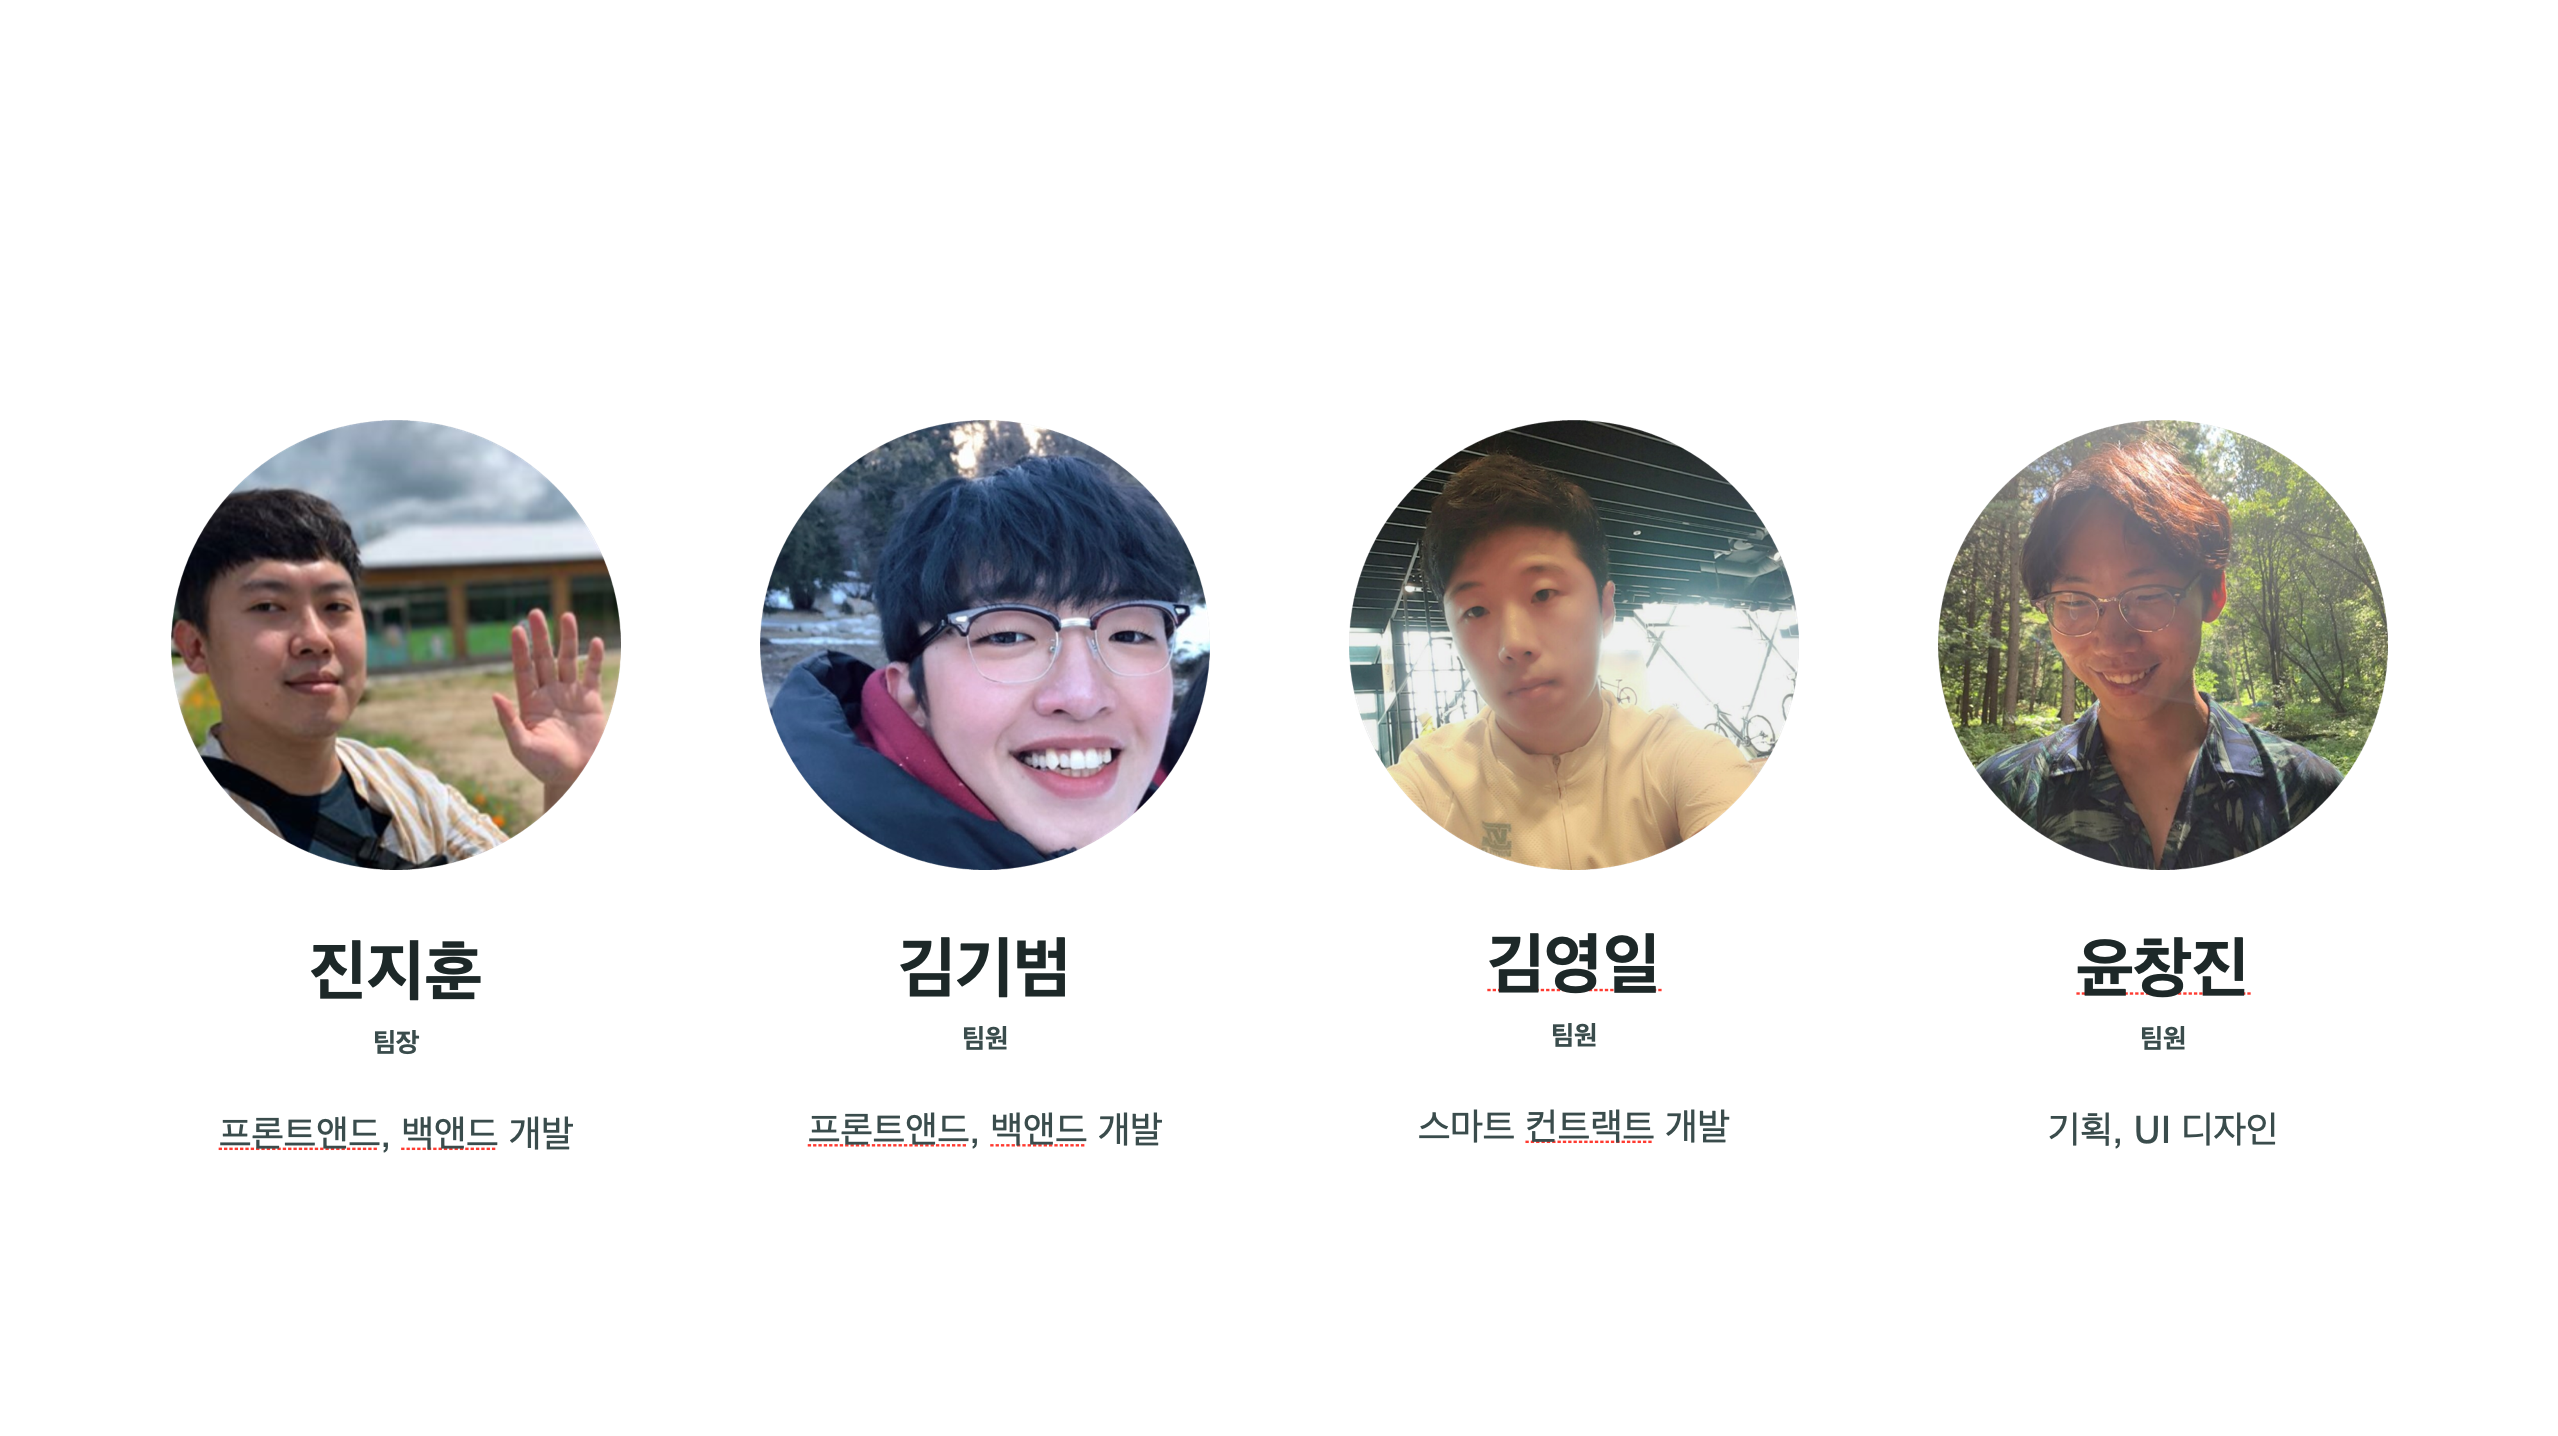 진지훈
팀장
프론트앤드, 백앤드 개발
김기범
팀원
프론트앤드, 백앤드 개발
김영일
팀원
스마트 컨트랙트 개발
윤창진
팀원
기획, UI 디자인